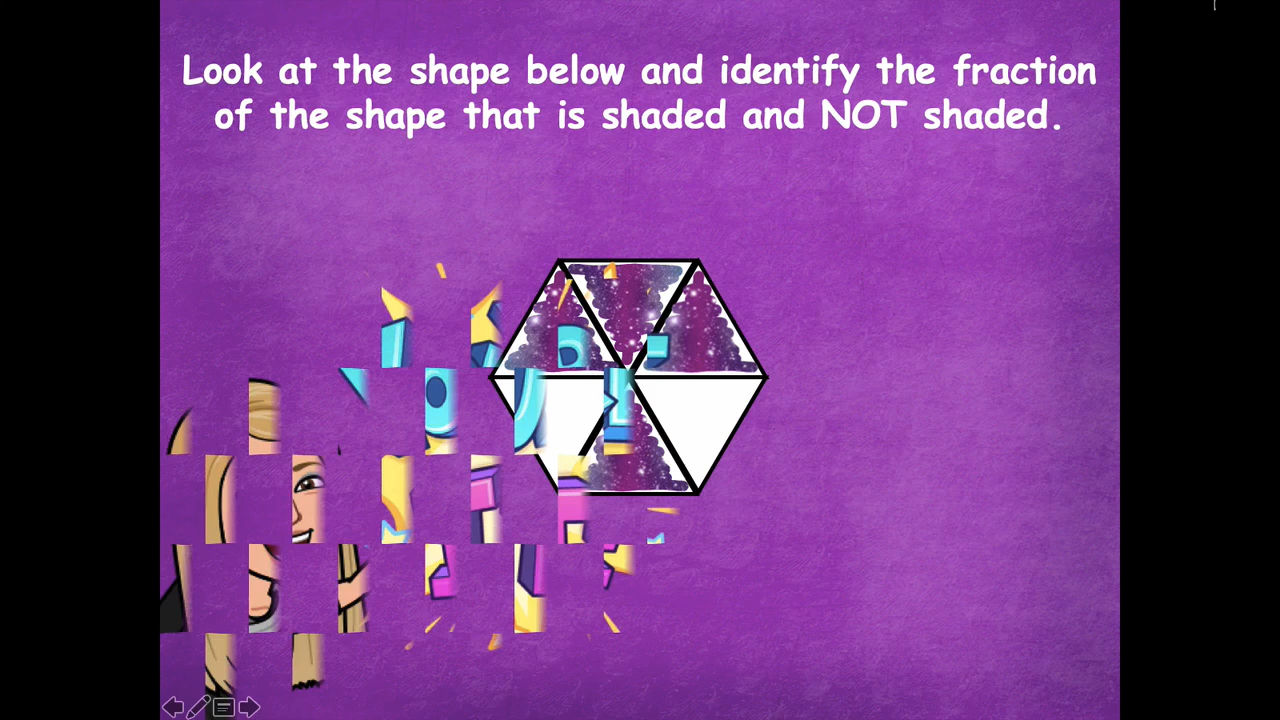 Look at the shape below and identify the fraction
of the shape that is shaded and NOT shaded.